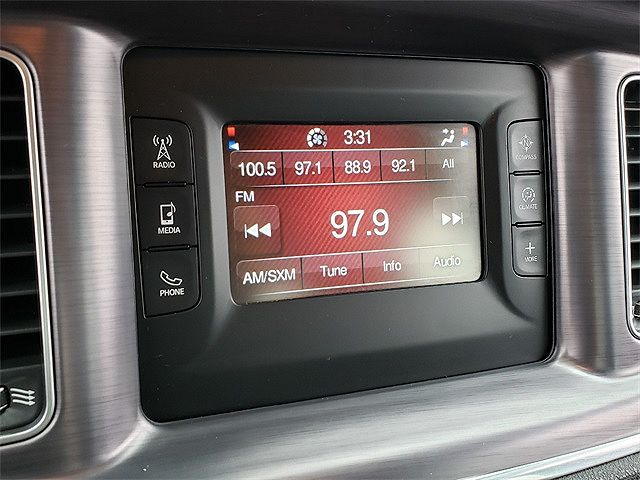 3:31
100.5 97.1 88.9 92.1 All
FM
97.9
AM/SXM Tune Info Audio
RADIO
MEDIA
PHONE
COMPASS
CLIMATE
MORE